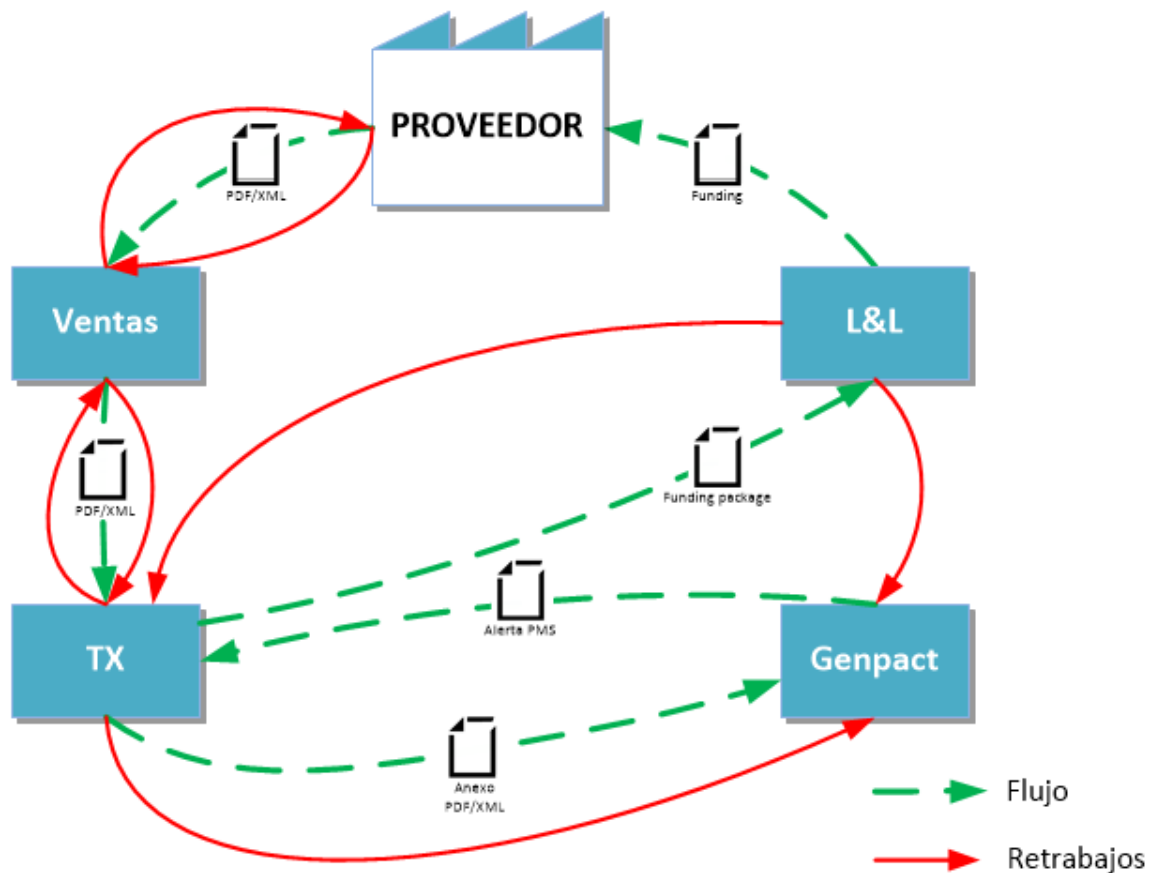 PROVEEDOR
PDF/XML
Funding
Ventas
L&L
PDF/XML
Funding package
Alerta PMS
TX
Genpact
Anexo
PDF/XML
Flujo
Retrabajos